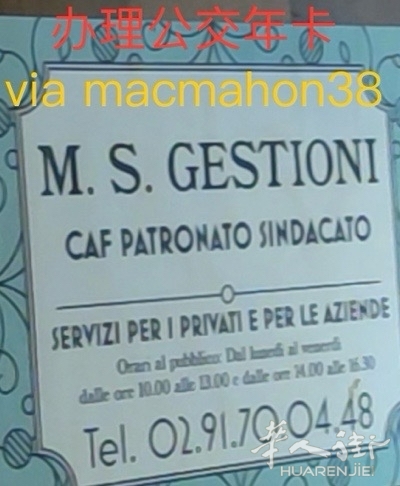 办理公交年卡
via macmahon38
M. S. GESTIONI
CAF PATRONATO SINDACATO
SERVIZI PER I PRIVATI E PER LE AZIENDE
Orari al pubblico: Dal lunedì al venerdì
dalle ore 10.00 alle 13.00 e dalle ore 14.00 alle 16.30
Tel. 02.91.70.04.48
华人街
HUARENJIE.